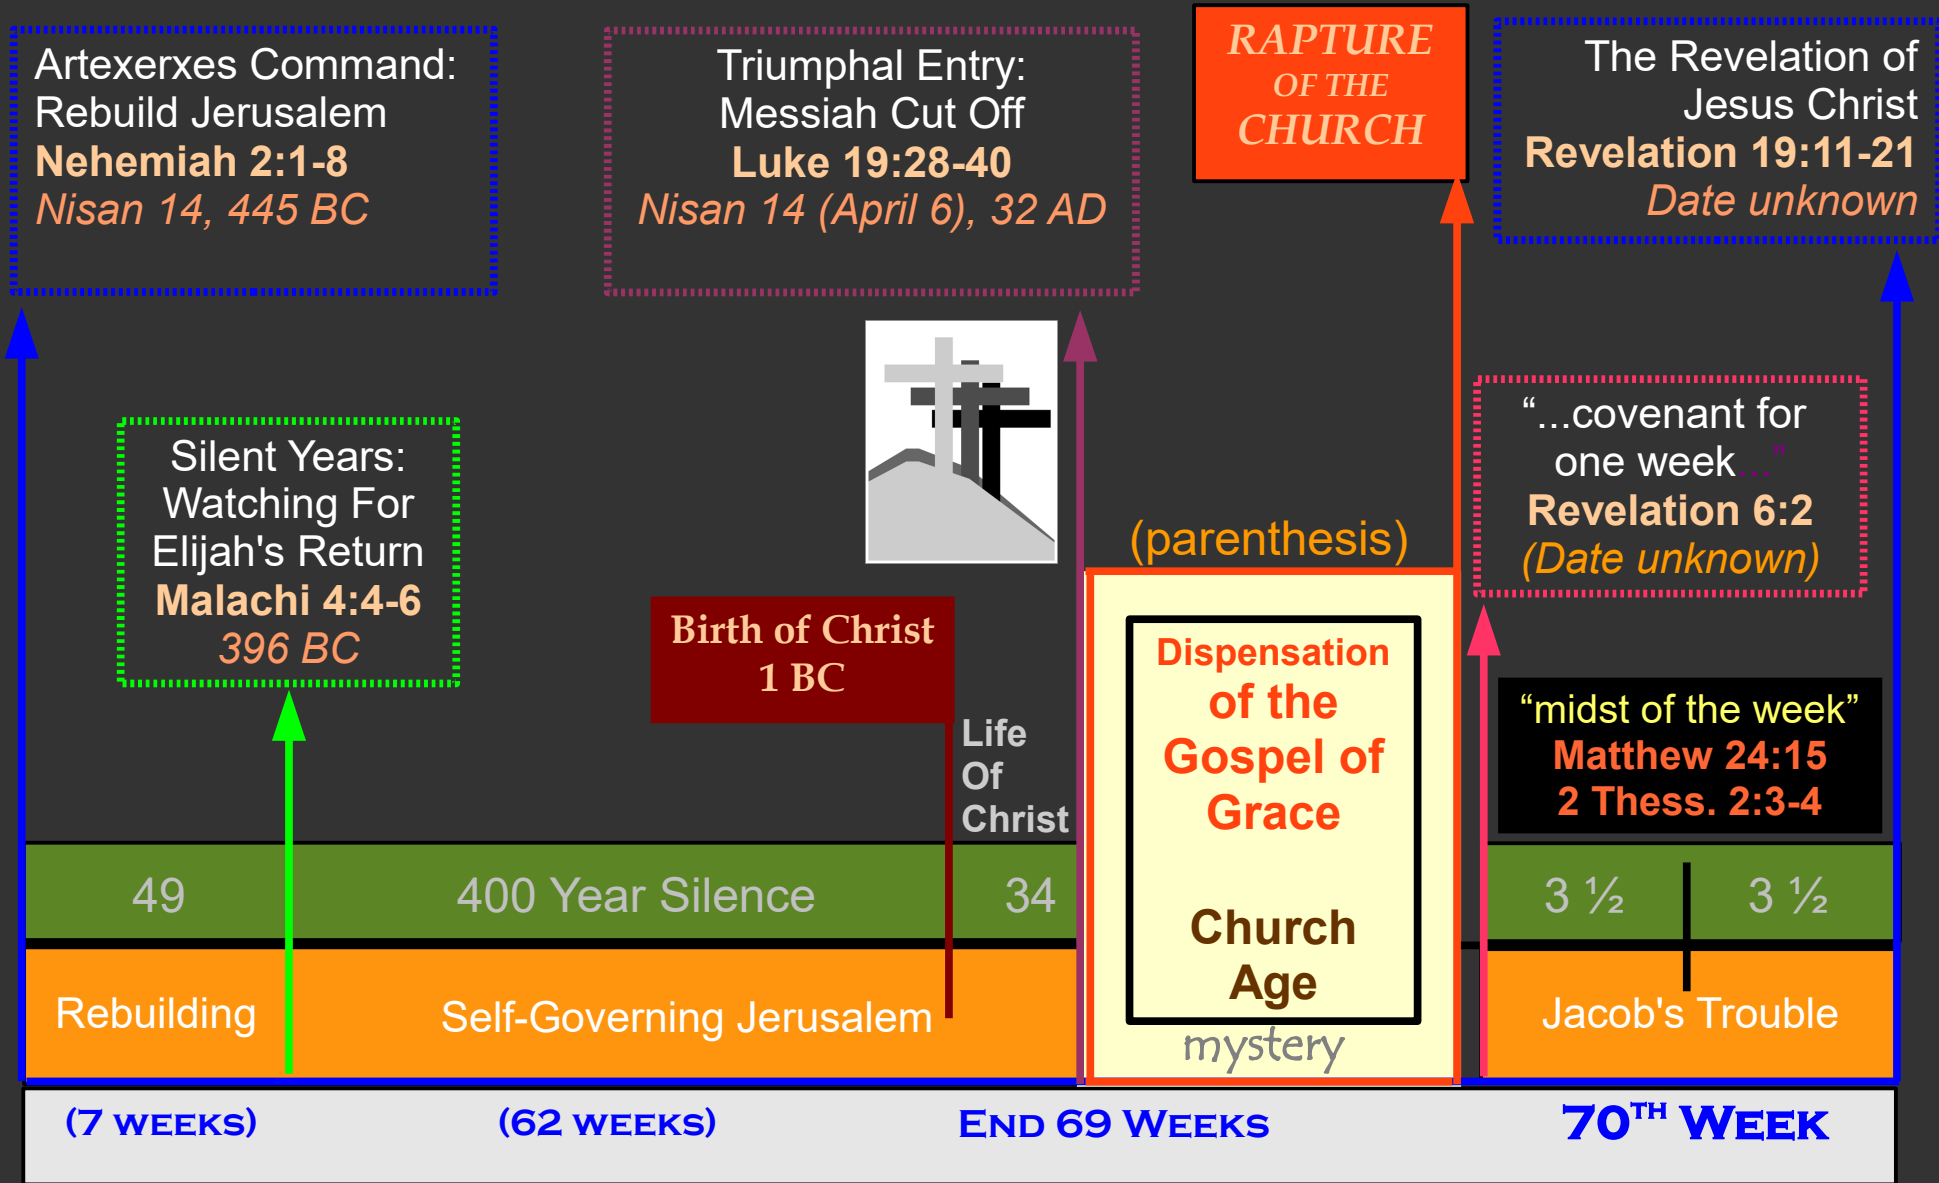 Artexerxes Command:
Rebuild Jerusalem
Nehemiah 2:1-8
Nisan 14, 445 BC
Triumphal Entry:
Messiah Cut Off
Luke 19:28-40
Nisan 14 (April 6), 32 AD
RAPTURE
OF THE
CHURCH
The Revelation of
Jesus Christ
Revelation 19:11-21
Date unknown
Silent Years:
Watching For
Elijah's Return
Malachi 4:4-6
396 BC
“...covenant for
one week...”
Revelation 6:2
(Date unknown)
(parenthesis)
Birth of Christ
1 BC
Life
Of
Christ
Dispensation
of the
Gospel of
Grace
Church
Age
mystery
“midst of the week”
Matthew 24:15
2 Thess. 2:3-4
49
400 Year Silence
34
3 ½
3 ½
Rebuilding
Self-Governing Jerusalem
Jacob's Trouble
(7 WEEKS)
(62 WEEKS)
END 69 WEEKS
70TH WEEK